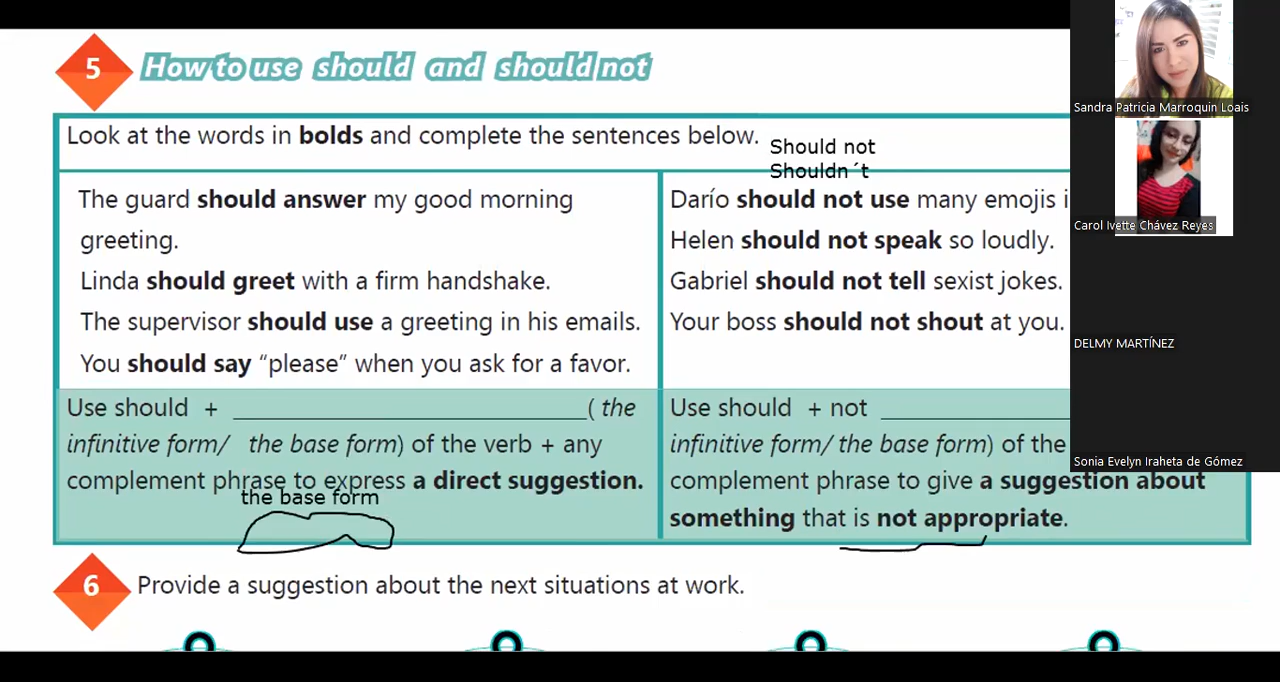 5 How to use should and should not
Look at the words in bolds and complete the sentences below.
Should not
Shouldn´t
The guard should answer my good morning
greeting.
Linda should greet with a firm handshake.
The supervisor should use a greeting in his emails.
You should say “please” when you ask for a favor.
Darío should not use many emojis i
Helen should not speak so loudly.
Gabriel should not tell sexist jokes.
Your boss should not shout at you.
Use should + ______________________________( the
infinitive form/ the base form) of the verb + any
complement phrase to express a direct suggestion.
the base form
Use should + not ________________
infinitive form/ the base form) of the
complement phrase to give a suggestion about
something that is not appropriate.
6 Provide a suggestion about the next situations at work.
Sandra Patricia Marroquin Loais
Carol Ivette Chávez Reyes
DELMY MARTÍNEZ
Sonia Evelyn Iraheta de Gómez